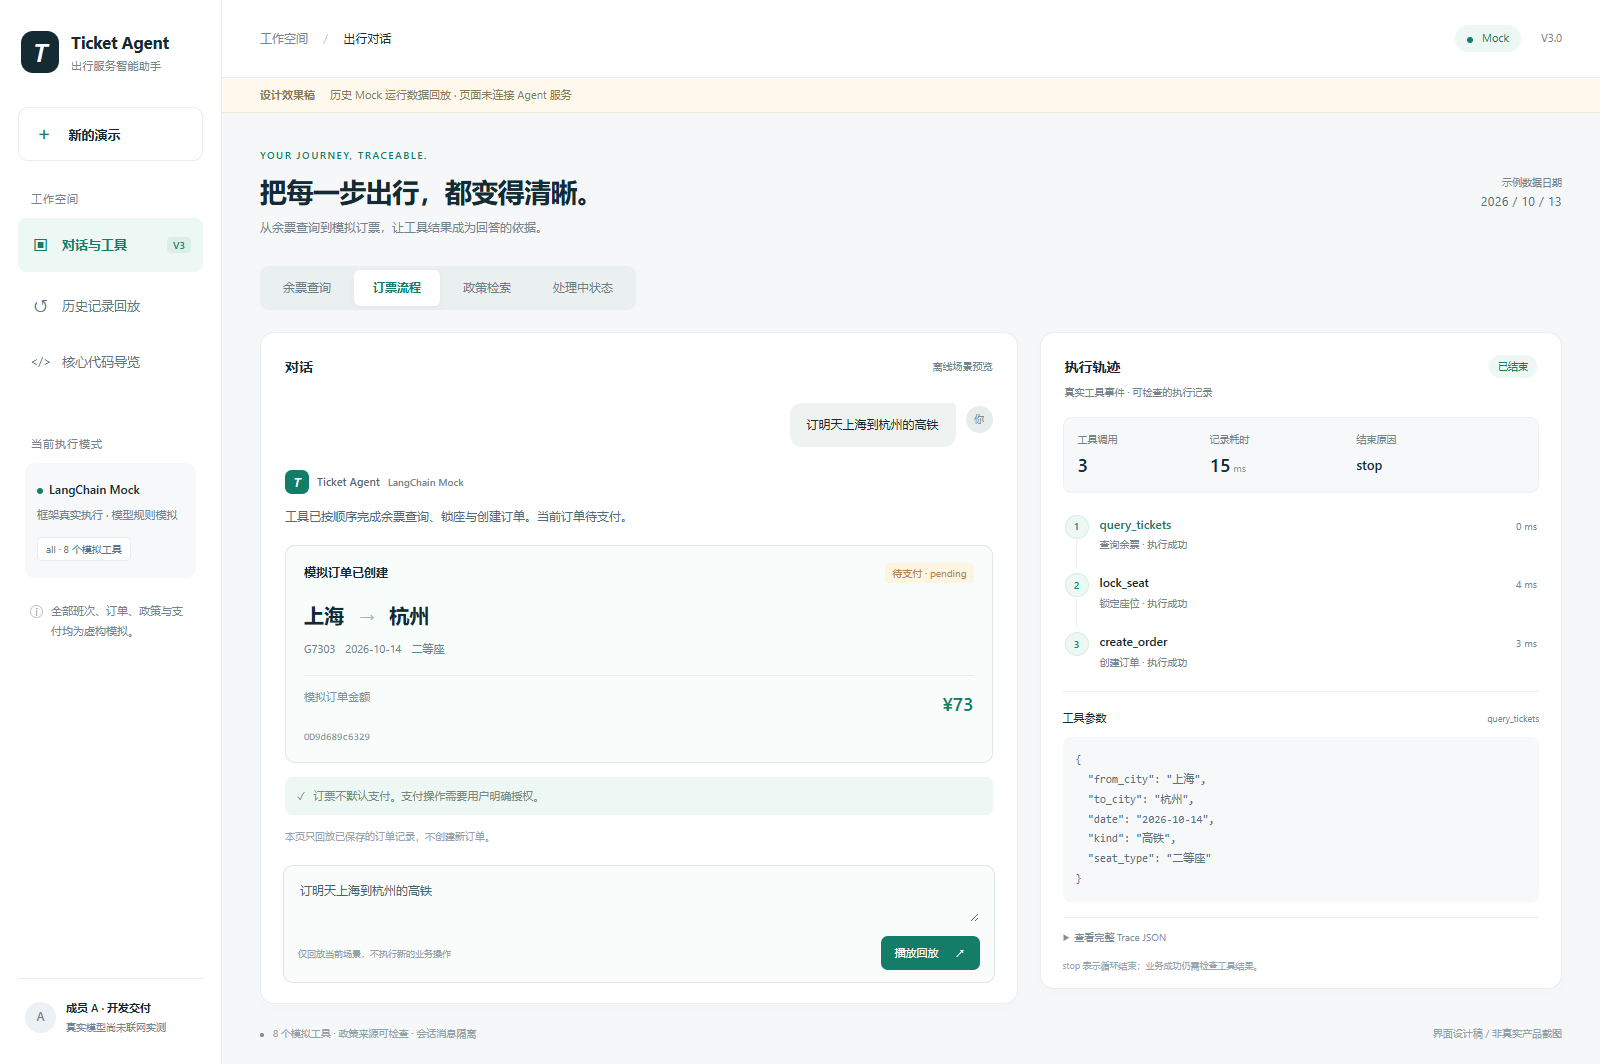 T
Ticket Agent
出行服务智能助手
+ 新的演示
工作空间
对话与工具 V3
历史记录回放
</> 核心代码导览
当前执行模式
LangChain Mock
框架真实执行 · 模型规则模拟
all · 8 个模拟工具
全部班次、订单、政策与支
付均为虚构模拟。
A
成员 A · 开发交付
真实模型尚未联网实测
工作空间 / 出行对话
Mock V3.0
设计效果稿 历史 Mock 运行数据回放 · 页面未连接 Agent 服务
YOUR JOURNEY, TRACEABLE.
把每一步出行，都变得清晰。
从余票查询到模拟订票，让工具结果成为回答的依据。
示例数据日期
2026 / 10 / 13
余票查询 订票流程 政策检索 处理中状态
对话 离线场景预览
订明天上海到杭州的高铁 你
T Ticket Agent LangChain Mock
工具已按顺序完成余票查询、锁座与创建订单。当前订单待支付。
模拟订单已创建 待支付 · pending
上海 → 杭州
G7303 2026-10-14 二等座
模拟订单金额 ¥73
OD9d689c6329
✓ 订票不默认支付。支付操作需要用户明确授权。
本页只回放已保存的订单记录，不创建新订单。
订明天上海到杭州的高铁
仅回放当前场景，不执行新的业务操作 播放回放 ↗
执行轨迹 已结束
真实工具事件 · 可检查的执行记录
工具调用 记录耗时 结束原因
3 15 ms stop
1 query_tickets 0 ms
查询余票 · 执行成功
2 lock_seat 4 ms
锁定座位 · 执行成功
3 create_order 3 ms
创建订单 · 执行成功
工具参数 query_tickets
{
"from_city": "上海",
"to_city": "杭州",
"date": "2026-10-14",
"kind": "高铁",
"seat_type": "二等座"
}
▶ 查看完整 Trace JSON
stop 表示循环结束；业务成功仍需检查工具结果。
8 个模拟工具 · 政策来源可检查 · 会话消息隔离
界面设计稿 / 非真实产品截图